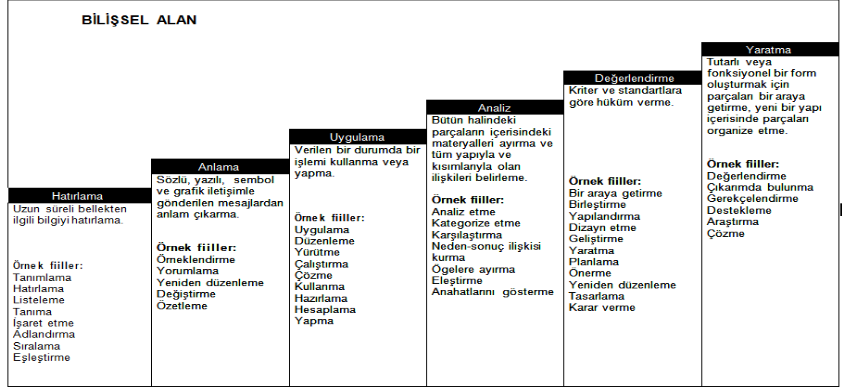 BİLİŞSEL ALAN
Hatırlama
Uzun süreli bellekten
ilgili bilgiyi hatırlama.
Örnek fiiller:
Tanımlama
Hatırlama
Listeleme
Tanıma
İşaret etme
Adlandırma
Sıralama
Eşleştirme
Anlama
Sözlü, yazılı, sembol
ve grafik iletişimle
gönderilen mesajlardan
anlam çıkarma.
Örnek fiiller:
Örneklendirme
Yorumlama
Yeniden düzenleme
Değiştirme
Özetleme
Uygulama
Verilen bir durumda bir
işlemi kullanma veya
yapma.
Örnek fiiller:
Uygulama
Düzenleme
Yürütme
Çalıştırma
Çözme
Kullanma
Hazırlama
Hesaplama
Yapma
Analiz
Bütün halindeki
parçaların içerisindeki
materyalleri ayırma ve
tüm yapıyla ve
kısımlarıyla olan
ilişkileri belirleme.
Örnek fiiller:
Analiz etme
Kategorize etme
Karşılaştırma
Neden-sonuç ilişkisi
kurma
Ögelere ayırma
Eleştirme
Anahatlarını gösterme
Değerlendirme
Kriter ve standartlara
göre hüküm verme.
Örnek fiiller:
Bir araya getirme
Birleştirme
Yapılandırma
Dizayn etme
Geliştirme
Yaratma
Planlama
Önerme
Yeniden düzenleme
Tasarlama
Karar verme
Yaratma
Tutarlı veya
fonksiyonel bir form
oluşturmak için
parçaları bir araya
getirme, yeni bir yapı
içerisinde parçaları
organize etme.
Örnek fiiller:
Değerlendirme
Çıkarımda bulunma
Gerekçelendirme
Destekleme
Araştırma
Çözme